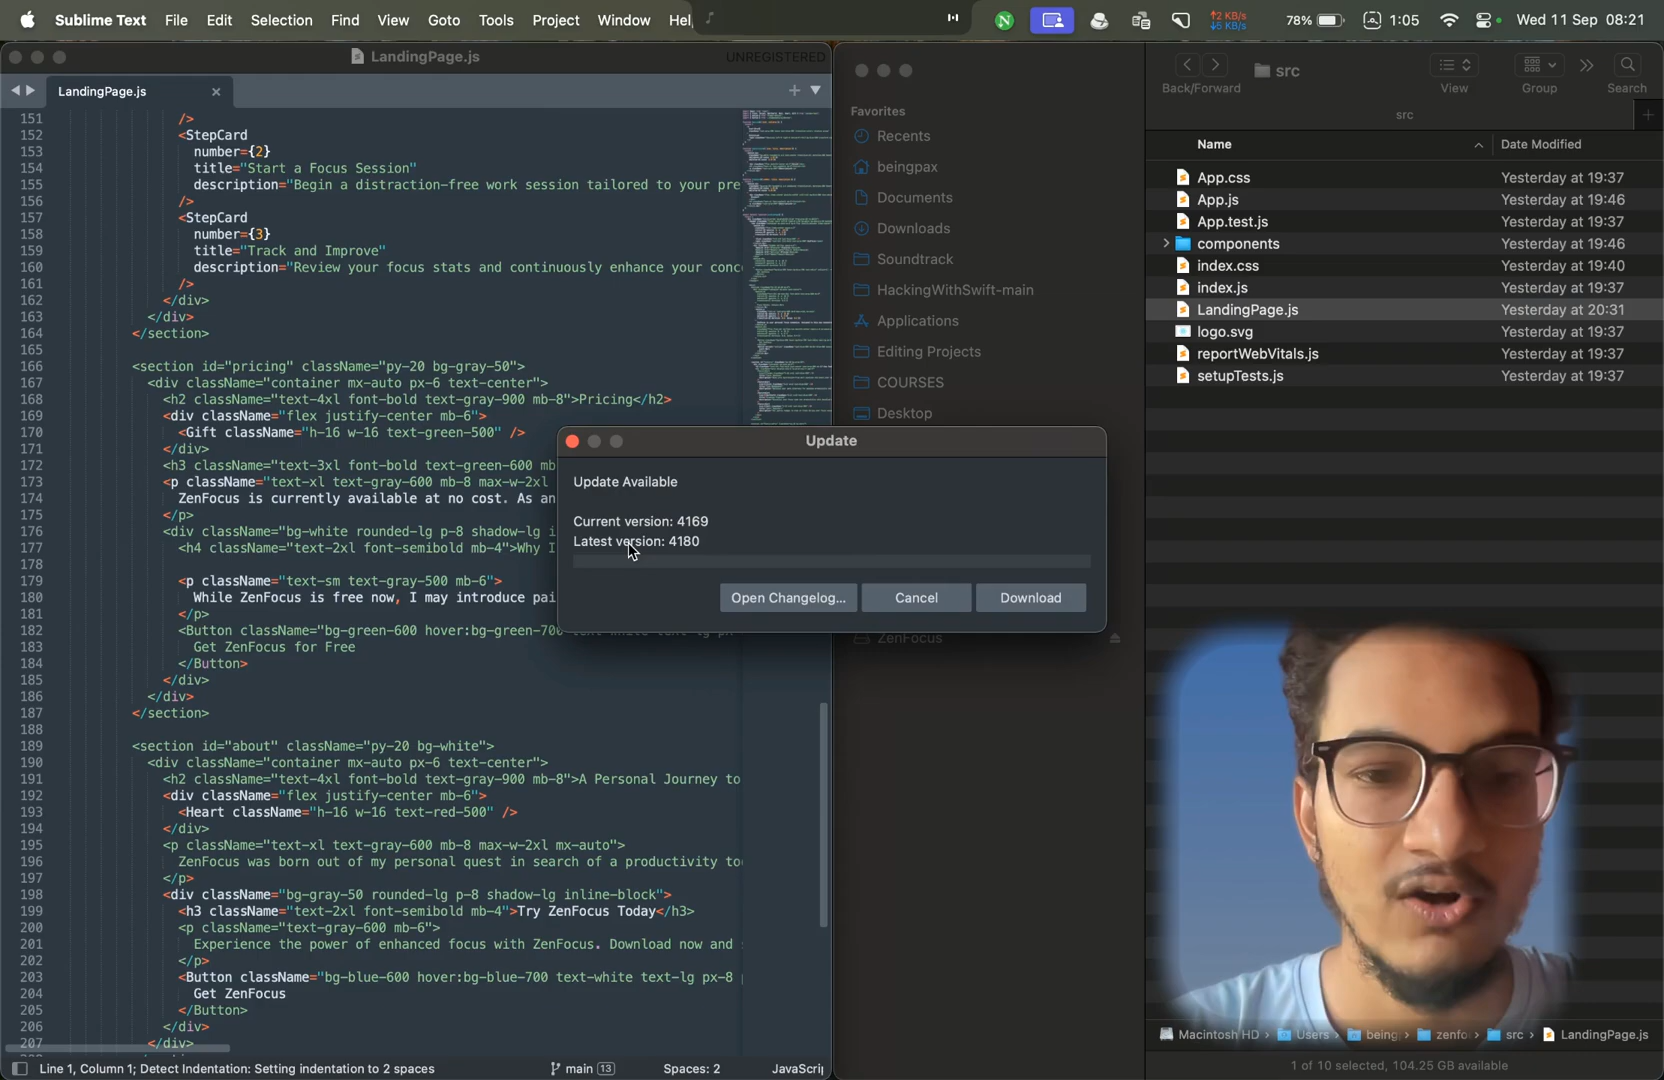 Sublime Text File Edit Selection Find View Goto Tools Project Window Hel
2 KB/s
6 KB/s
78% 1:05 Wed 11 Sep 08:21
LandingPage.js UNREGISTERED
LandingPage.js
151 />
152 <StepCard
153 number={2}
154 title="Start a Focus Session"
155 description="Begin a distraction-free work session tailored to your pre
156 />
157 <StepCard
158 number={3}
159 title="Track and Improve"
160 description="Review your focus stats and continuously enhance your conc
161 />
162 </div>
163 </div>
164 </section>
165
166 <section id="pricing" className="py-20 bg-gray-50">
167 <div className="container mx-auto px-6 text-center">
168 <h2 className="text-4xl font-bold text-gray-900 mb-8">Pricing</h2>
169 <div className="flex justify-center mb-6">
170 <Gift className="h-16 w-16 text-green-500" />
171 </div>
172 <h3 className="text-3xl font-bold text-green-600 mb
173 <p className="text-xl text-gray-600 mb-8 max-w-2xl
174 ZenFocus is currently available at no cost. As an
175 </p>
176 <div className="bg-white rounded-lg p-8 shadow-lg i
177 <h4 className="text-2xl font-semibold mb-4">Why I
178
179 <p className="text-sm text-gray-500 mb-6">
180 While ZenFocus is free now, I may introduce pai
181 </p>
182 <Button className="bg-green-600 hover:bg-green-700 text-white text-lg px-
183 Get ZenFocus for Free
184 </Button>
185 </div>
186 </div>
187 </section>
188
189 <section id="about" className="py-20 bg-white">
190 <div className="container mx-auto px-6 text-center">
191 <h2 className="text-4xl font-bold text-gray-900 mb-8">A Personal Journey to
192 <div className="flex justify-center mb-6">
193 <Heart className="h-16 w-16 text-red-500" />
194 </div>
195 <p className="text-xl text-gray-600 mb-8 max-w-2xl mx-auto">
196 ZenFocus was born out of my personal quest in search of a productivity to
197 </p>
198 <div className="bg-gray-50 rounded-lg p-8 shadow-lg inline-block">
199 <h3 className="text-2xl font-semibold mb-4">Try ZenFocus Today</h3>
200 <p className="text-gray-600 mb-6">
201 Experience the power of enhanced focus with ZenFocus. Download now and
202 </p>
203 <Button className="bg-blue-600 hover:bg-blue-700 text-white text-lg px-8
204 Get ZenFocus
205 </Button>
206 </div>
207 </div>
Line 1, Column 1; Detect Indentation: Setting indentation to 2 spaces main 13 Spaces: 2 JavaScrip
Update
Update Available
Current version: 4169
Latest version: 4180
Open Changelog... Cancel Download
Favorites
Recents
beingpax
Documents
Downloads
Soundtrack
HackingWithSwift-main
Applications
Editing Projects
COURSES
Desktop
ZenFocus
src
Back/Forward View Group Search
src
Name Date Modified
App.css Yesterday at 19:37
App.js Yesterday at 19:46
App.test.js Yesterday at 19:37
components Yesterday at 19:46
index.css Yesterday at 19:40
index.js Yesterday at 19:37
LandingPage.js Yesterday at 20:31
logo.svg Yesterday at 19:37
reportWebVitals.js Yesterday at 19:37
setupTests.js Yesterday at 19:37
Macintosh HD Users being zenfo src LandingPage.js
1 of 10 selected, 104.25 GB available